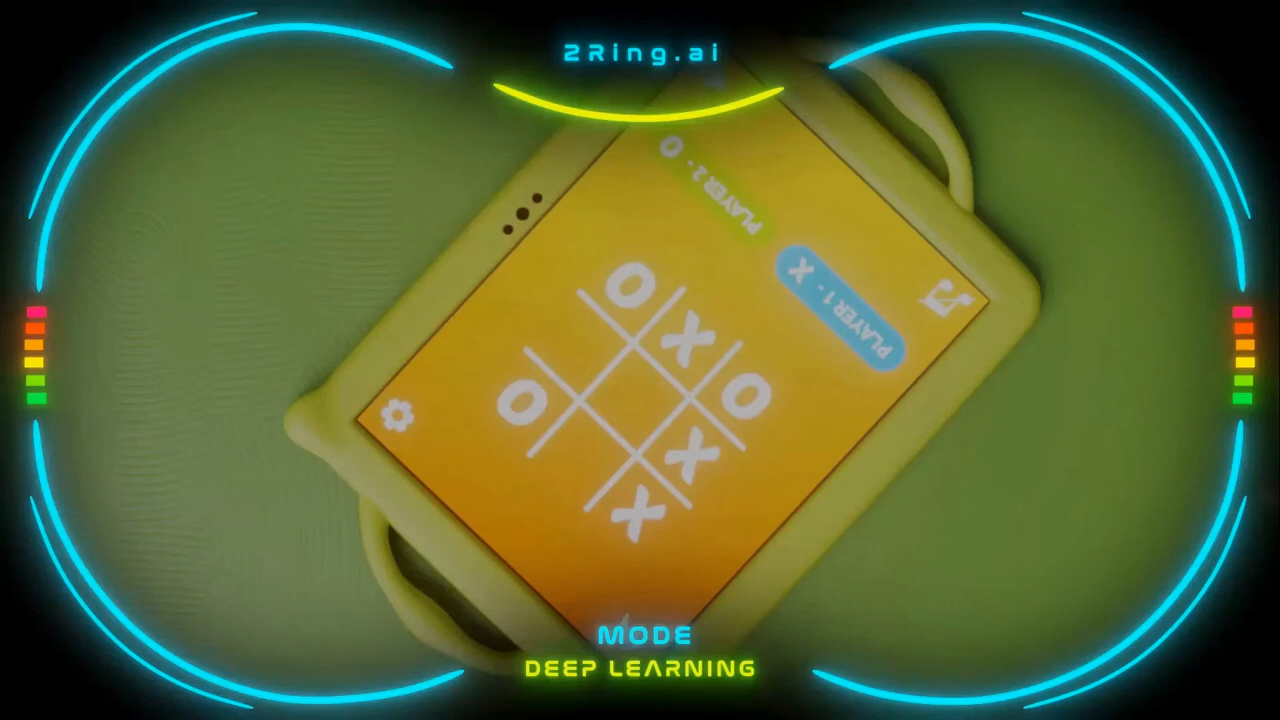 2Ring.ai
X O
X
O X O
PLAYER 1 - X PLAYER 2 - O
MODE
DEEP LEARNING